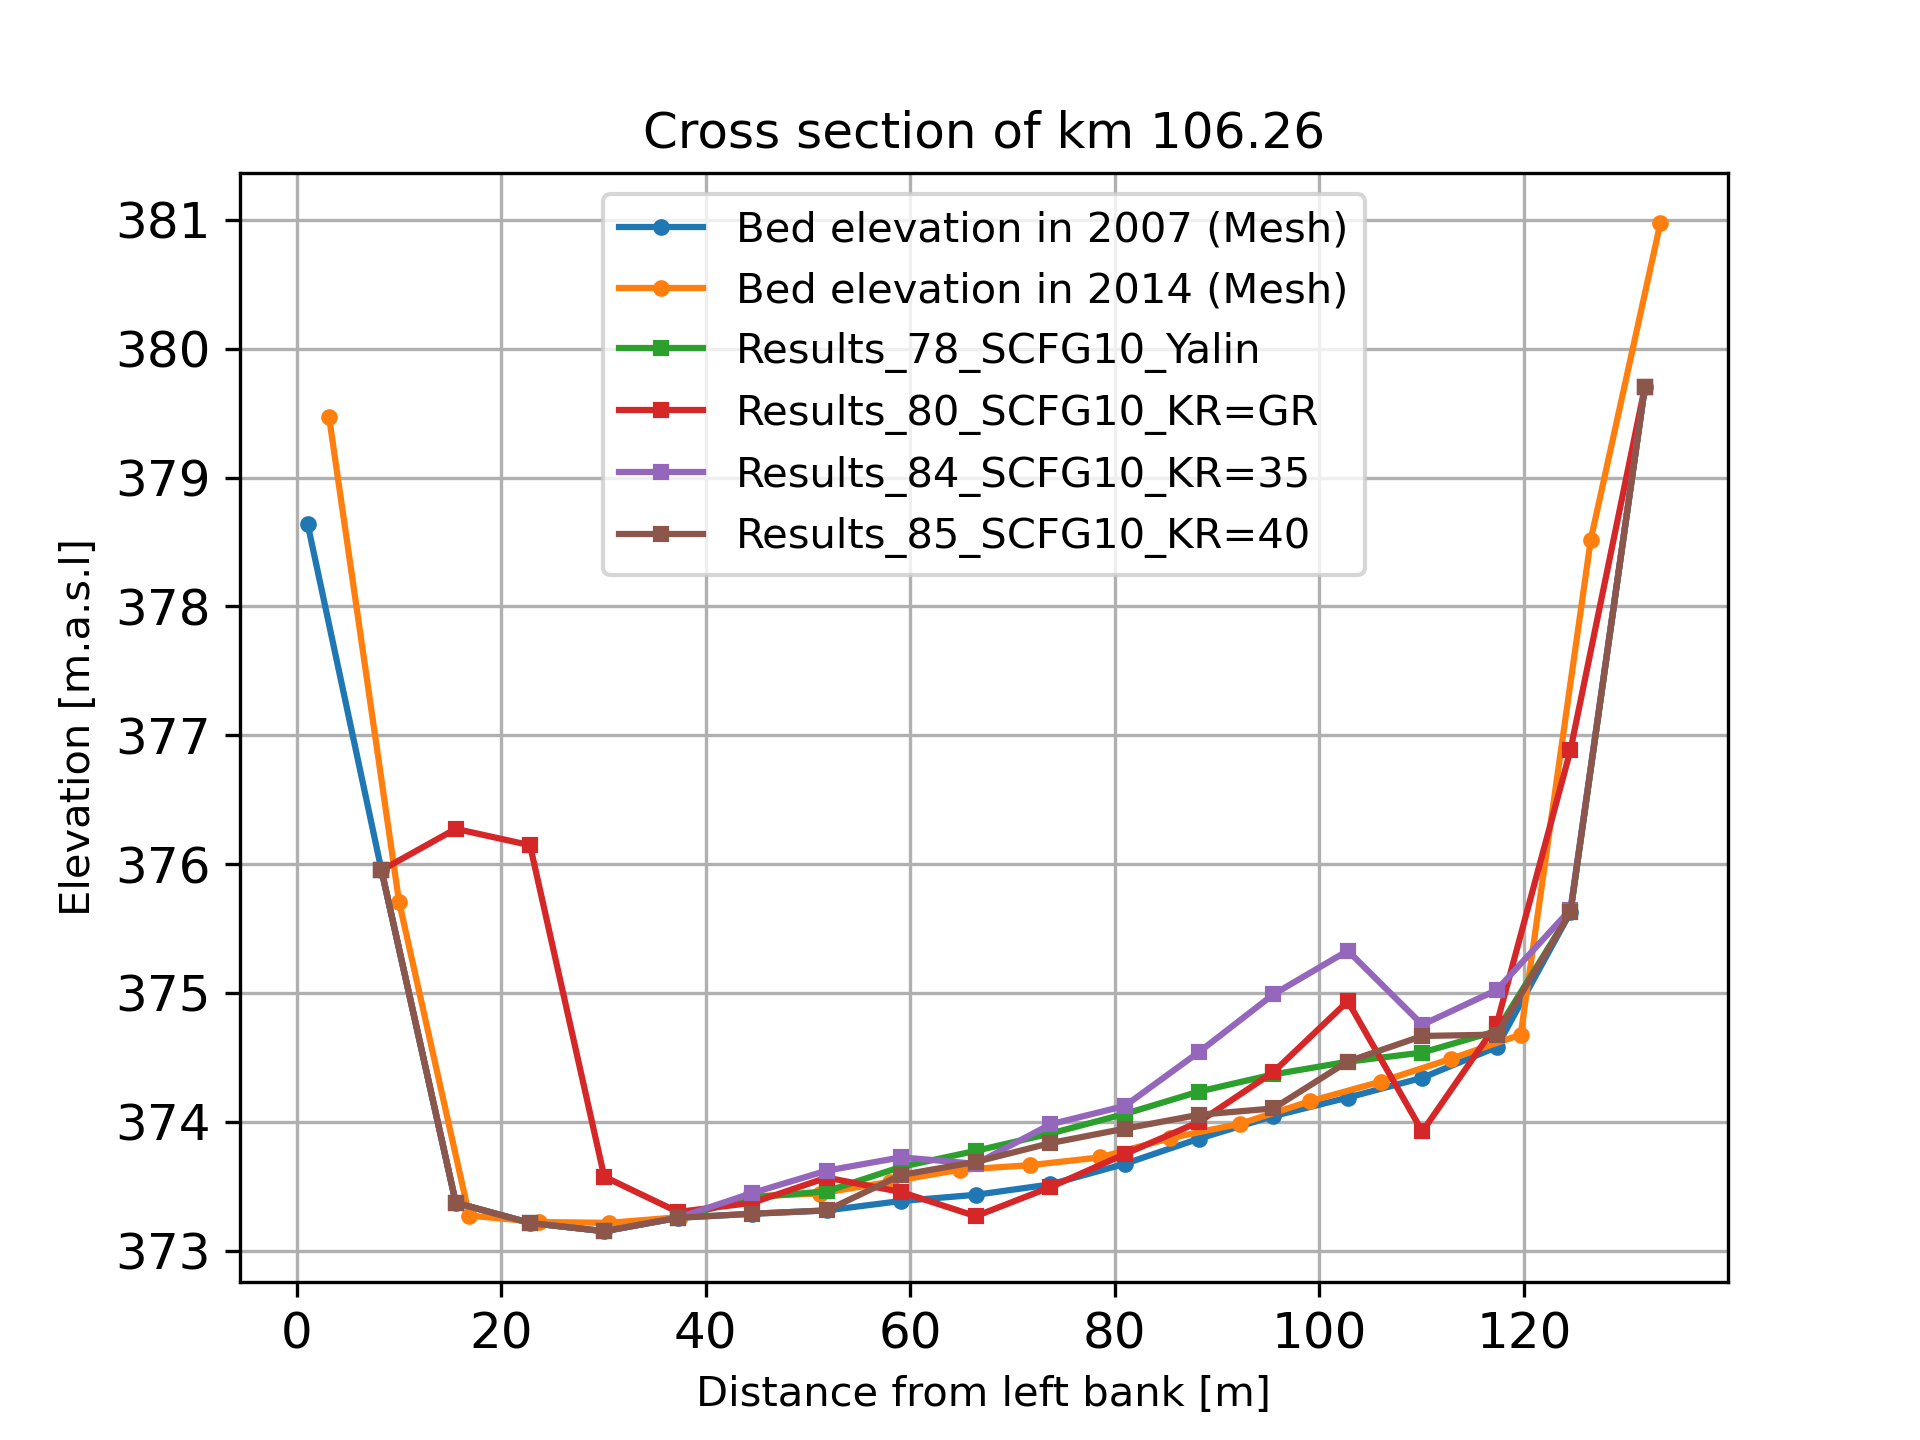 Cross section of km 106.26
Bed elevation in 2007 (Mesh)
Bed elevation in 2014 (Mesh)
Results_78_SCFG10_Yalin
Results_80_SCFG10_KR=GR
Results_84_SCFG10_KR=35
Results_85_SCFG10_KR=40
Elevation [m.a.s.l]
381
380
379
378
377
376
375
374
373
0 20 40 60 80 100 120
Distance from left bank [m]